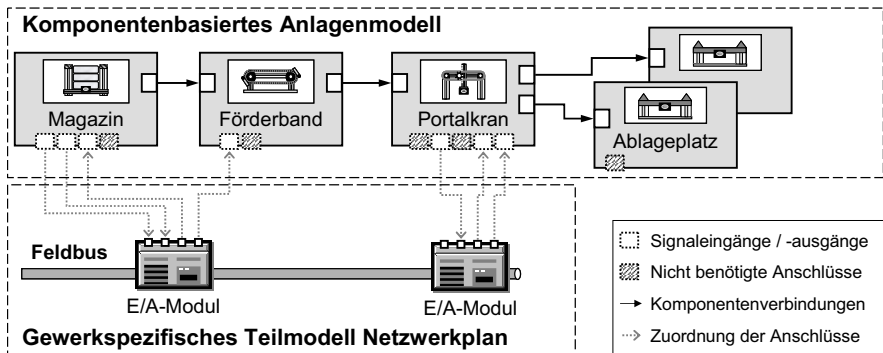 Komponentenbasiertes Anlagenmodell
Magazin
Förderband
Portalkran
Ablageplatz
Feldbus
E/A-Modul
E/A-Modul
Gewerkspezifisches Teilmodell Netzwerkplan
Signaleingänge / -ausgänge
Nicht benötigte Anschlüsse
Komponentenverbindungen
Zuordnung der Anschlüsse